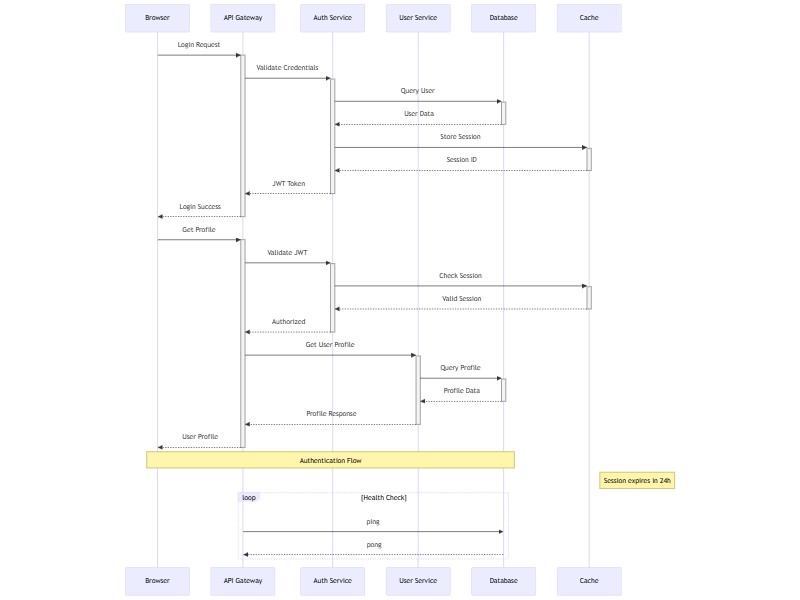 Browser API Gateway Auth Service User Service Database Cache
Login Request
Validate Credentials
Query User
User Data
Store Session
Session ID
JWT Token
Login Success
Get Profile
Validate JWT
Check Session
Valid Session
Authorized
Get User Profile
Query Profile
Profile Data
Profile Response
User Profile
Authentication Flow
Session expires in 24h
loop [Health Check]
ping
pong
Browser API Gateway Auth Service User Service Database Cache